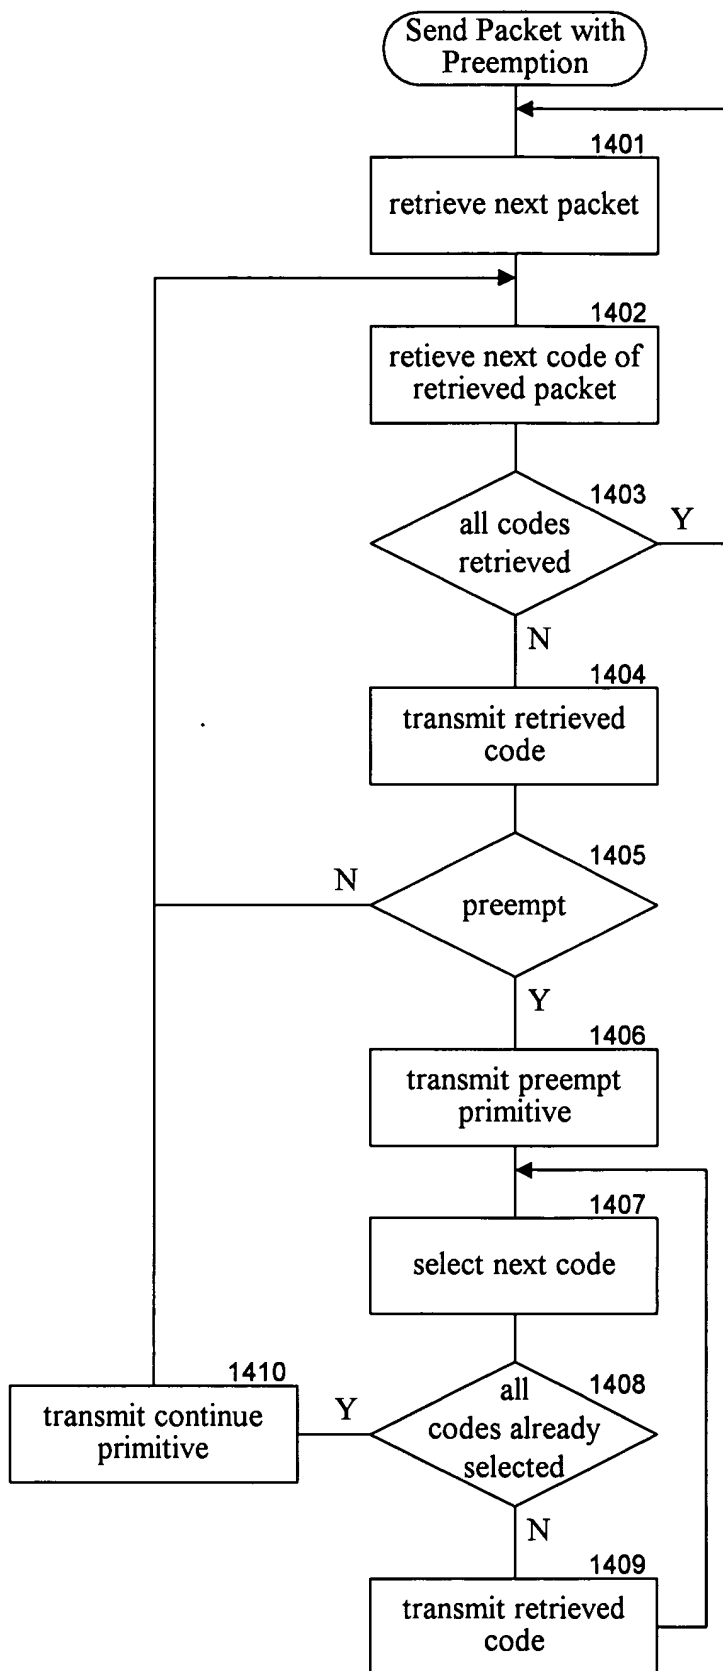 Send Packet with
Preemption
1401
retrieve next packet
1402
retieve next code of
retrieved packet
1403
all codes
retrieved
Y
N
1404
transmit retrieved
code
1405
preempt
N
Y
1406
transmit preempt
primitive
1407
select next code
1408
all
codes already
selected
Y
1410
transmit continue
primitive
N
1409
transmit retrieved
code